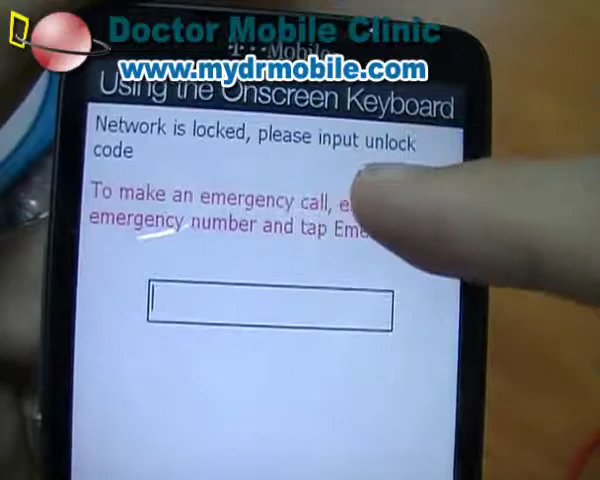 Doctor Mobile Clinic
T··Mobile
www.mydrmobile.com
Using the Onscreen Keyboard
Network is locked, please input unlock
code
To make an emergency call,
emergency number and tap